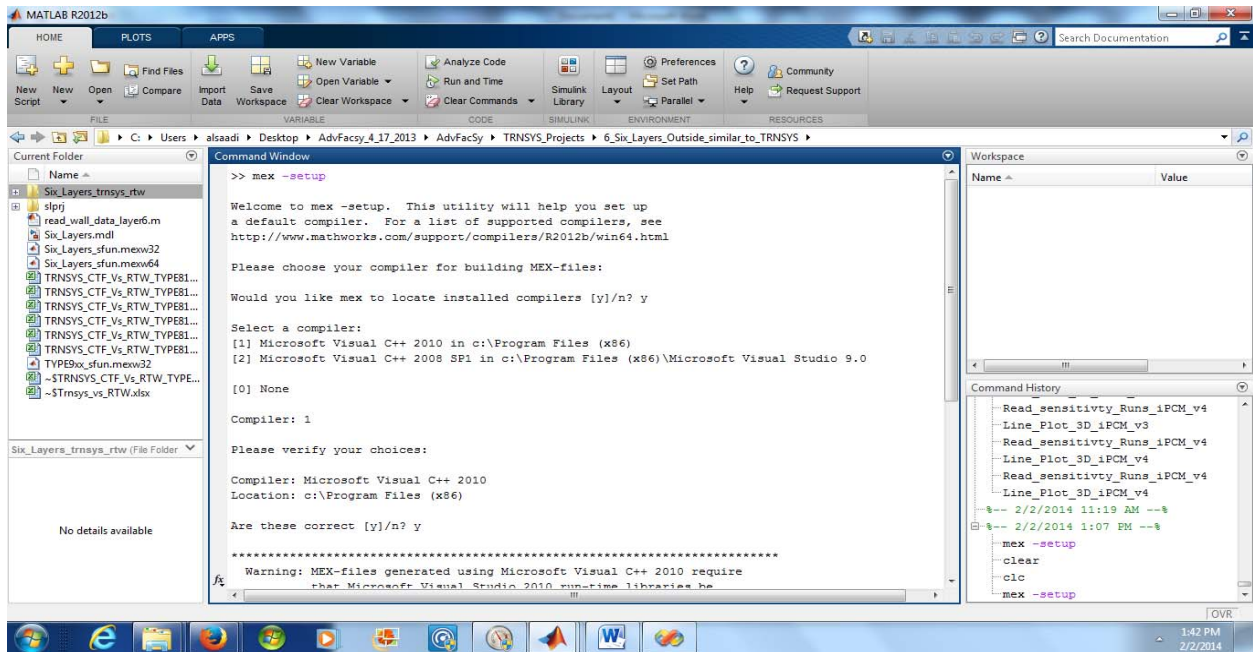 MATLAB R2012b
HOME PLOTS APPS
Search Documentation
New Script
New
Open
Find Files
Compare
Import Data
Save Workspace
New Variable
Open Variable
Clear Workspace
Analyze Code
Run and Time
Clear Commands
Simulink Library
Layout
Preferences
Set Path
Parallel
Help
Community
Request Support
FILE VARIABLE CODE SIMULINK ENVIRONMENT RESOURCES
C: Users alsaadi Desktop AdvFacsy_4_17_2013 AdvFacSy TRNSYS_Projects 6_Six_Layers_Outside_similar_to_TRNSYS
Current Folder
Name
Six_Layers_trnsys_rtw
slprj
read_wall_data_layer6.m
Six_Layers.mdl
Six_Layers_sfun.mexw32
Six_Layers_sfun.mexw64
TRNSYS_CTF_Vs_RTW_TYPE81...
TRNSYS_CTF_Vs_RTW_TYPE81...
TRNSYS_CTF_Vs_RTW_TYPE81...
TRNSYS_CTF_Vs_RTW_TYPE81...
TRNSYS_CTF_Vs_RTW_TYPE81...
TRNSYS_CTF_Vs_RTW_TYPE81...
TYPE9xx_sfun.mexw32
~$TRNSYS_CTF_Vs_RTW_TYPE...
~$Trnsys_vs_RTW.xlsx
Six_Layers_trnsys_rtw (File Folder
No details available
Command Window
>> mex -setup
Welcome to mex -setup. This utility will help you set up
a default compiler. For a list of supported compilers, see
http://www.mathworks.com/support/compilers/R2012b/win64.html
Please choose your compiler for building MEX-files:
Would you like mex to locate installed compilers [y]/n? y
Select a compiler:
[1] Microsoft Visual C++ 2010 in c:\Program Files (x86)
[2] Microsoft Visual C++ 2008 SP1 in c:\Program Files (x86)\Microsoft Visual Studio 9.0
[0] None
Compiler: 1
Please verify your choices:
Compiler: Microsoft Visual C++ 2010
Location: c:\Program Files (x86)
Are these correct [y]/n? y
****************************************************************************
Warning: MEX-files generated using Microsoft Visual C++ 2010 require
that Microsoft Visual Studio 2010 run-time libraries be
fx
Workspace
Name Value
Command History
Read_sensitivty_Runs_iPCM_v4
Line_Plot_3D_iPCM_v3
Read_sensitivty_Runs_iPCM_v4
Line_Plot_3D_iPCM_v4
Read_sensitivty_Runs_iPCM_v4
Line_Plot_3D_iPCM_v4
%-- 2/2/2014 11:19 AM --%
%-- 2/2/2014 1:07 PM --%
mex -setup
clear
clc
mex -setup
OVR
1:42 PM
2/2/2014